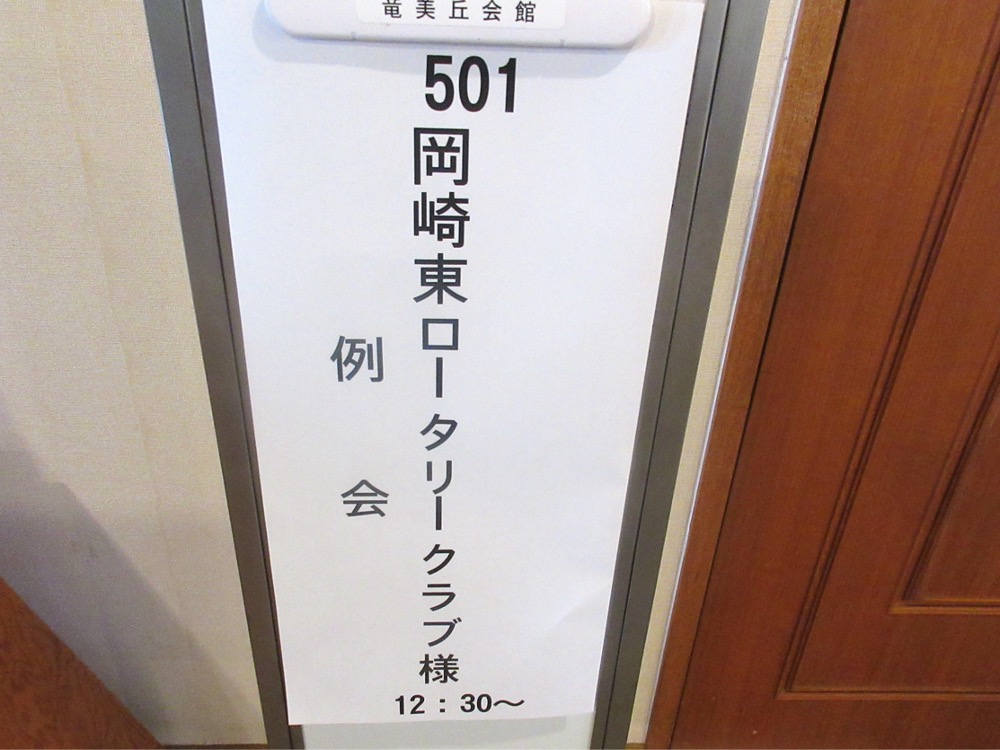 竜美丘会館
501
岡崎東ロータリークラブ様
例会
12：30〜